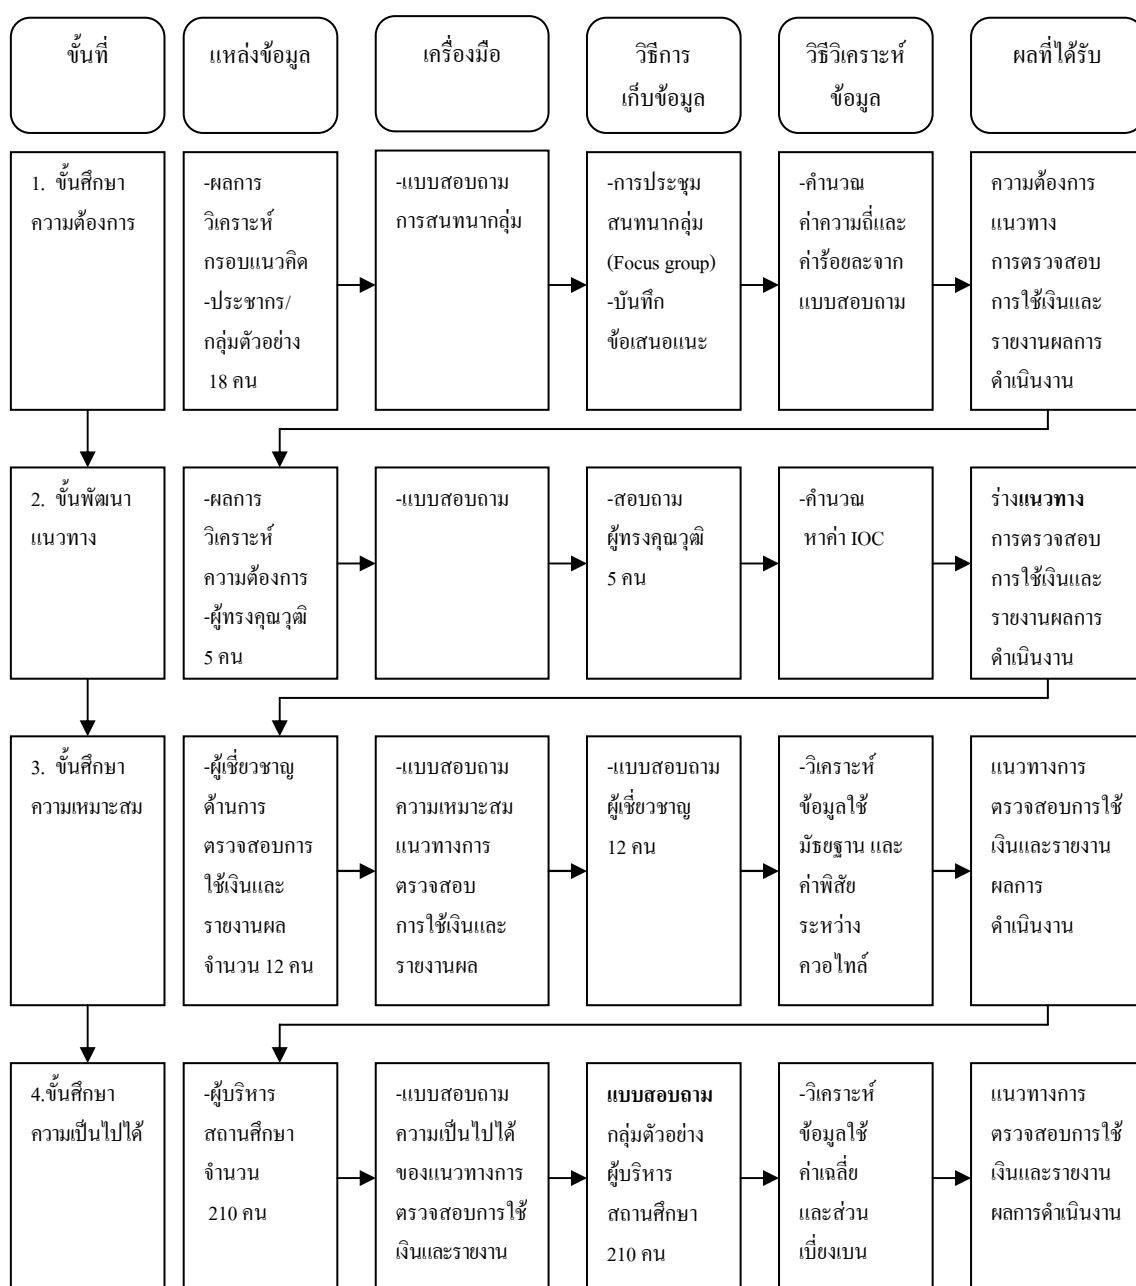 ขั้นที่
แหล่งข้อมูล
เครื่องมือ
วิธีการ
เก็บข้อมูล
วิธีวิเคราะห์
ข้อมูล
ผลที่ได้รับ
1. ขั้นศึกษา
ความต้องการ
-ผลการ
วิเคราะห์
กรอบแนวคิด
-ประชากร/
กลุ่มตัวอย่าง
18 คน
-แบบสอบถาม
การสนทนากลุ่ม
-การประชุม
สนทนากลุ่ม
(Focus group)
-บันทึก
ข้อเสนอแนะ
-คำนวณ
ค่าความถี่และ
ค่าร้อยละจาก
แบบสอบถาม
ความต้องการ
แนวทาง
การตรวจสอบ
การใช้เงินและ
รายงานผลการ
ดำเนินงาน
2. ขั้นพัฒนา
แนวทาง
-ผลการ
วิเคราะห์
ความต้องการ
-ผู้ทรงคุณวุฒิ
5 คน
-แบบสอบถาม
-สอบถาม
ผู้ทรงคุณวุฒิ
5 คน
-คำนวณ
หาค่า IOC
ร่างแนวทาง
การตรวจสอบ
การใช้เงินและ
รายงานผลการ
ดำเนินงาน
3. ขั้นศึกษา
ความเหมาะสม
-ผู้เชี่ยวชาญ
ด้านการ
ตรวจสอบการ
ใช้เงินและ
รายงานผล
จำนวน 12 คน
-แบบสอบถาม
ความเหมาะสม
แนวทางการ
ตรวจสอบ
การใช้เงินและ
รายงานผล
-แบบสอบถาม
ผู้เชี่ยวชาญ
12 คน
-วิเคราะห์
ข้อมูลใช้
มัธยฐาน และ
ค่าพิสัย
ระหว่าง
ควอไทล์
แนวทางการ
ตรวจสอบการใช้
เงินและรายงาน
ผลการ
ดำเนินงาน
4.ขั้นศึกษา
ความเป็นไปได้
-ผู้บริหาร
สถานศึกษา
จำนวน
210 คน
-แบบสอบถาม
ความเป็นไปได้
ของแนวทางการ
ตรวจสอบการใช้
เงินและรายงาน
แบบสอบถาม
กลุ่มตัวอย่าง
ผู้บริหาร
สถานศึกษา
210 คน
-วิเคราะห์
ข้อมูลใช้
ค่าเฉลี่ย
และส่วน
เบี่ยงเบน
แนวทางการ
ตรวจสอบการใช้
เงินและรายงาน
ผลการดำเนินงาน